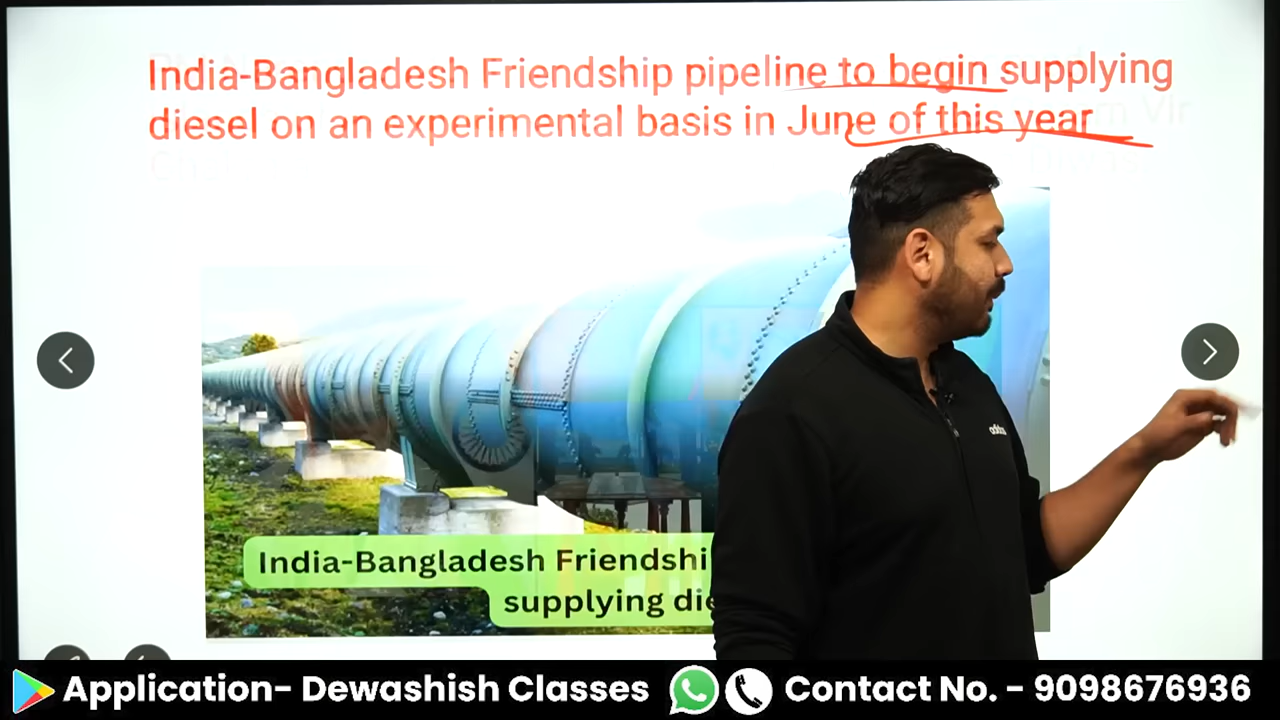 India-Bangladesh Friendship pipeline to begin supplying
diesel on an experimental basis in June of this year
India-Bangladesh Friendshi
supplying die
adidas
Application- Dewashish Classes
Contact No. - 9098676936